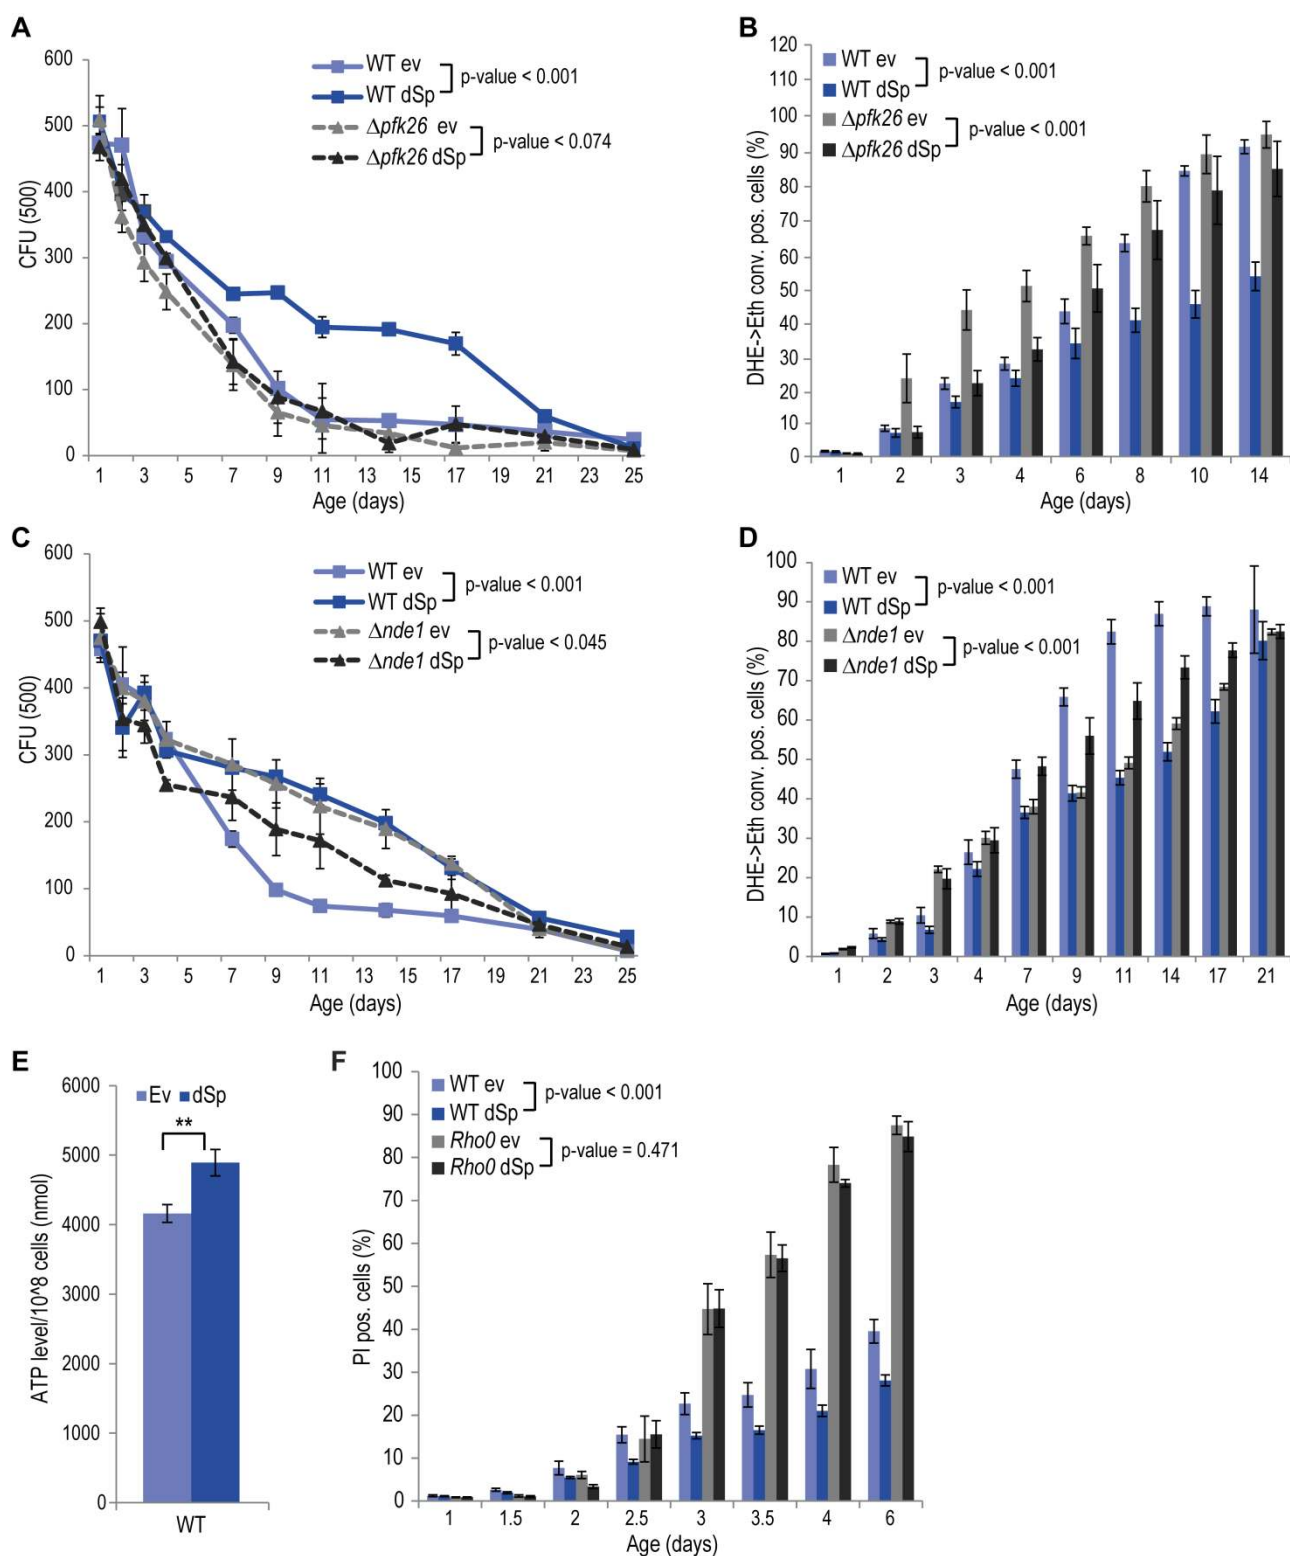 A
600
500
400
300
200
100
0
CFU (500)
WT ev
WT dSp
Δpfk26 ev
Δpfk26 dSp
p-value < 0.001
p-value < 0.074
1 3 5 7 9 11 13 15 17 19 21 23 25
Age (days)
B
120
110
100
90
80
70
60
50
40
30
20
10
0
DHE->Eth conv. pos. cells (%)
WT ev
WT dSp
Δpfk26 ev
Δpfk26 dSp
p-value < 0.001
p-value < 0.001
1 2 3 4 6 8 10 14
Age (days)
C
600
500
400
300
200
100
0
CFU (500)
WT ev
WT dSp
Δnde1 ev
Δnde1 dSp
p-value < 0.001
p-value < 0.045
1 3 5 7 9 11 13 15 17 19 21 23 25
Age (days)
D
100
90
80
70
60
50
40
30
20
10
0
DHE->Eth conv. pos. cells (%)
WT ev
WT dSp
Δnde1 ev
Δnde1 dSp
p-value < 0.001
p-value < 0.001
1 2 3 4 7 9 11 14 17 21
Age (days)
E
6000
5000
4000
3000
2000
1000
0
ATP level/10^8 cells (nmol)
Ev dSp
**
WT
F
100
90
80
70
60
50
40
30
20
10
0
PI pos. cells (%)
WT ev
WT dSp
Rho0 ev
Rho0 dSp
p-value < 0.001
p-value = 0.471
1 1.5 2 2.5 3 3.5 4 6
Age (days)